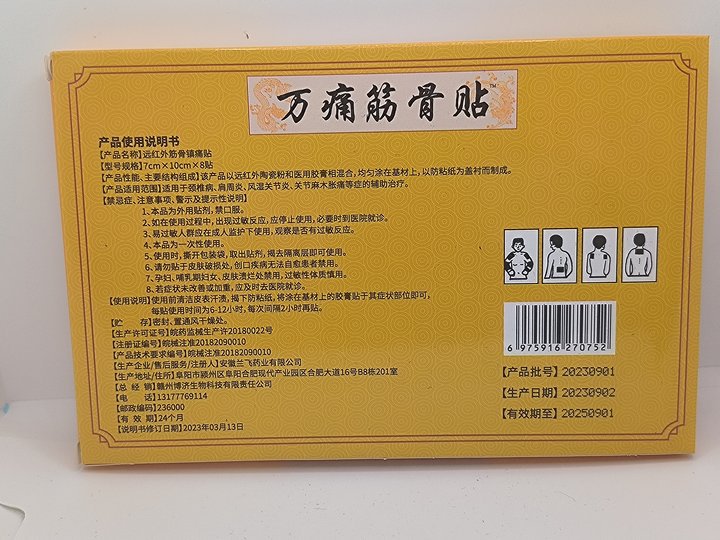 万痛筋骨贴™
产品使用说明书
【产品名称】远红外筋骨镇痛贴
【型号规格】7cm×10cm×8贴
【产品性能、主要结构组成】该产品以远红外陶瓷粉和医用胶膏相混合，均匀涂在基材上，以防粘纸为盖衬而制成。
【产品适用范围】适用于颈椎病、肩周炎、风湿关节炎、关节麻木胀痛等症的辅助治疗。
【禁忌症、注意事项、警示及提示性说明】
1、本品为外用贴剂，禁口服。
2、如在使用过程中，出现过敏反应，应停止使用，必要时到医院就诊。
3、易过敏人群应在成人监护下使用，观察是否有过敏反应。
4、本品为一次性使用。
5、使用时，撕开包装袋，取出贴剂，揭去隔离层即可使用。
6、请勿贴于皮肤破损处，创口疾病无法自愈患者禁用。
7、孕妇、哺乳期妇女、皮肤溃烂处禁用，过敏性体质慎用。
8、若症状未改善或加重，应及时去医院就诊。
【使用说明】使用前清洁皮表汗渍，揭下防粘纸，将涂在基材上的胶膏贴于其症状部位即可，
每贴使用时间为6-12小时，每次间隔2小时再贴。
【贮 存】密封、置通风干燥处。
【生产许可证号】皖药监械生产许20180022号
【注册证编号】皖械注准20182090010
【产品技术要求编号】皖械注准20182090010
【生产企业/售后服务/注册人】安徽兰飞药业有限公司
【生产地址/住所】阜阳市颍州区阜阳合肥现代产业园区合肥大道16号B8栋201室
【总 经 销】赣州博济生物科技有限责任公司
【电 话】13177769114
【邮政编码】236000
【有 效 期】24个月
【说明书修订日期】2023年03月13日
6 975916 270752
【产品批号】20230901
【生产日期】20230902
【有效期至】20250901